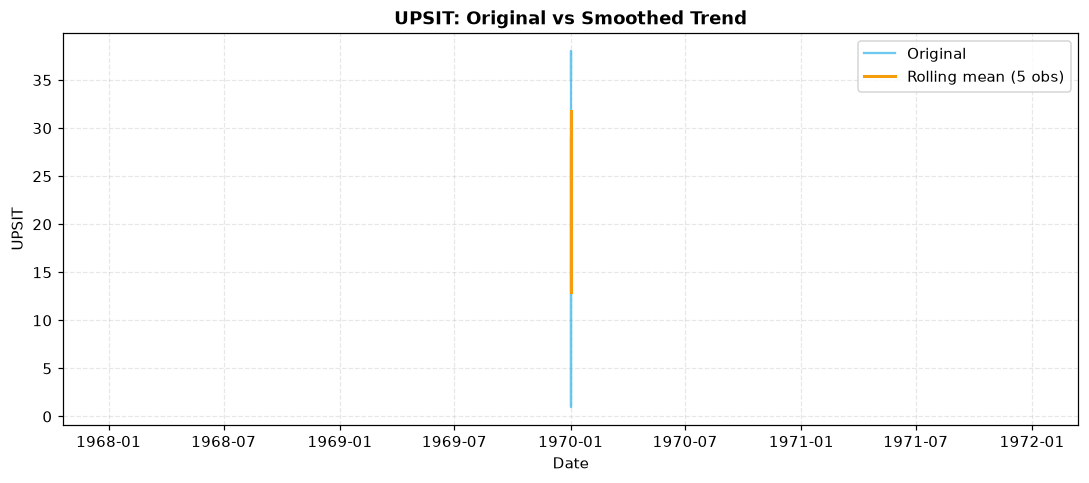 UPSIT: Original vs Smoothed Trend
Original
Rolling mean (5 obs)
UPSIT
35
30
25
20
15
10
5
0
1968-01 1968-07 1969-01 1969-07 1970-01 1970-07 1971-01 1971-07 1972-01
Date